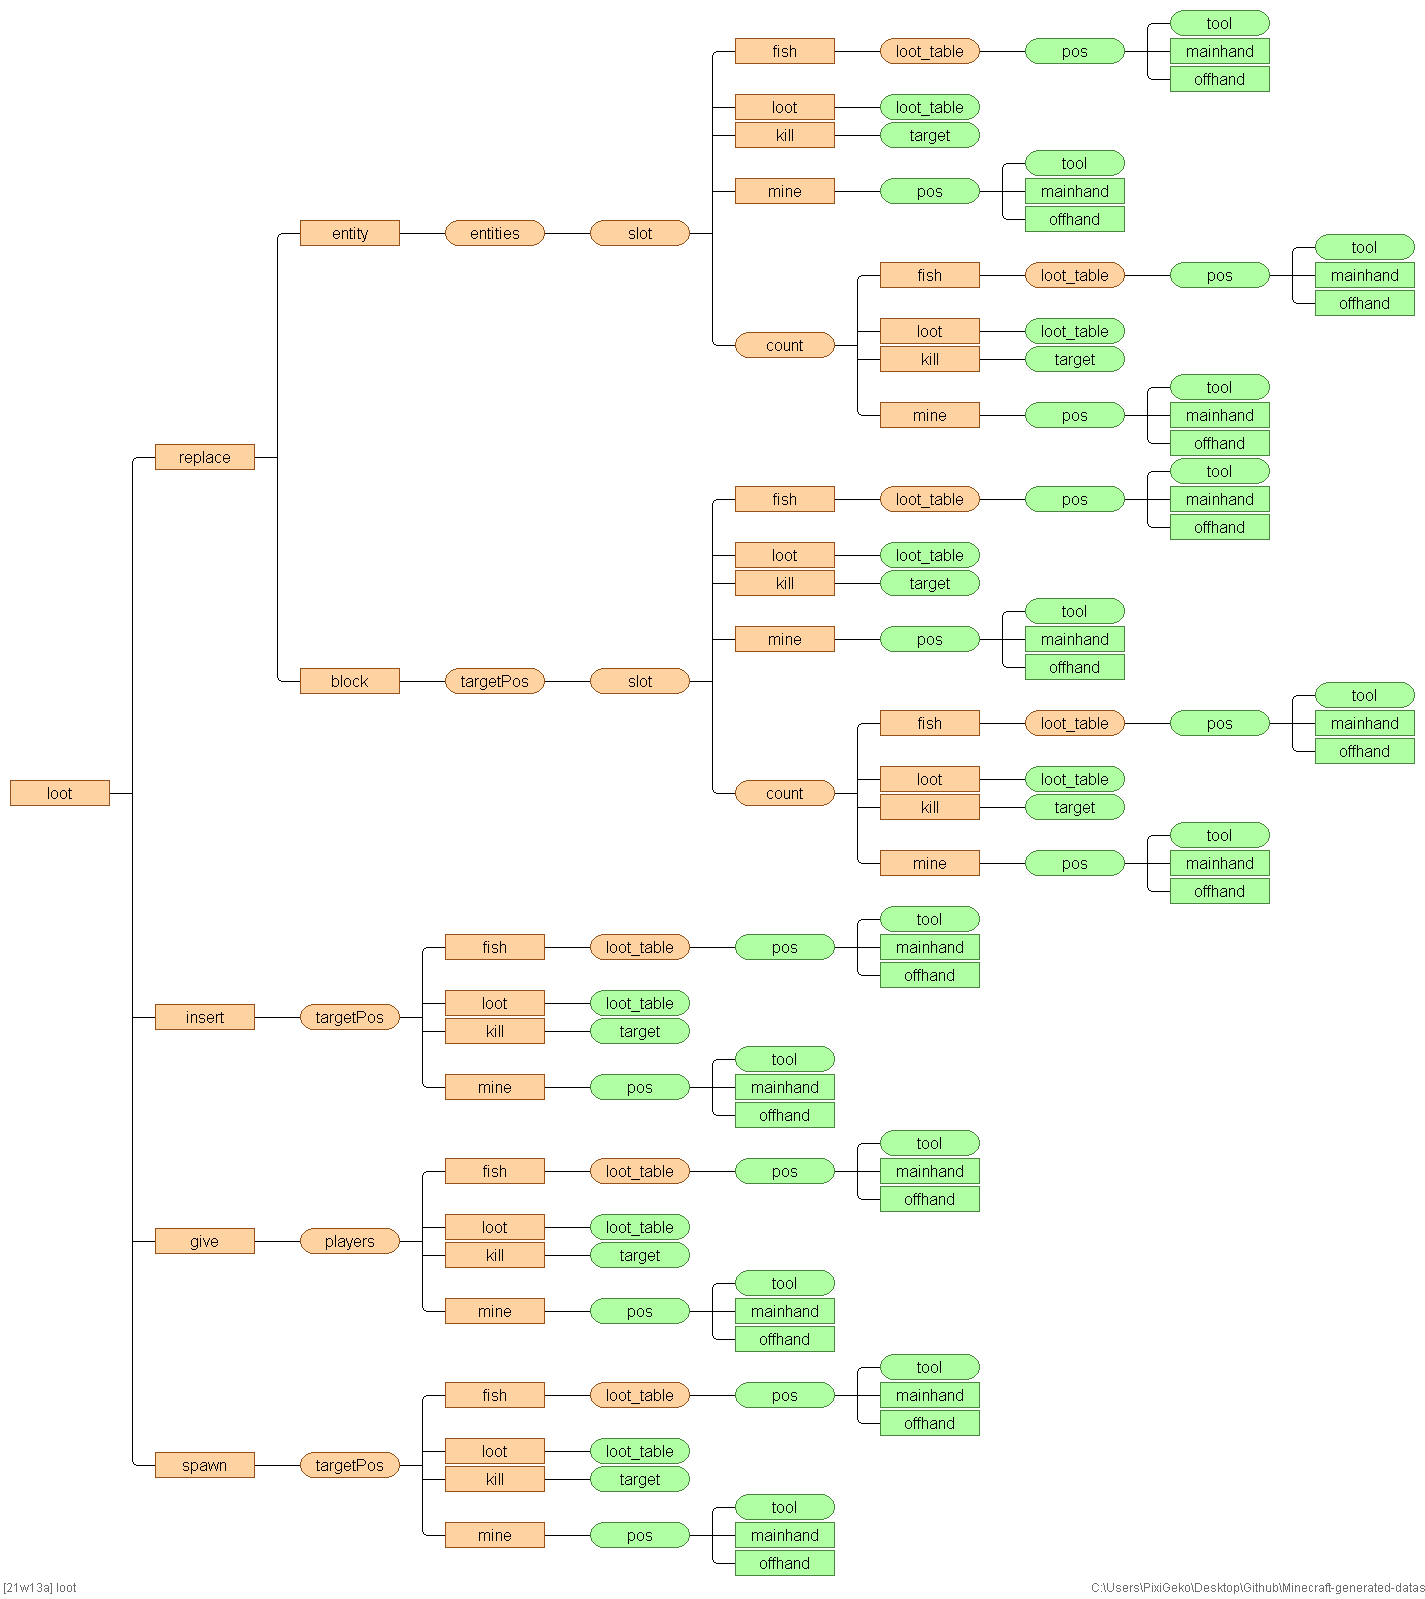 tool
fish loot_table pos mainhand
offhand
loot loot_table
kill target
tool
mine pos mainhand
offhand
entity entities slot
tool
fish loot_table pos mainhand
offhand
loot loot_table
count
kill target
tool
mine pos mainhand
offhand
replace
tool
fish loot_table pos mainhand
offhand
loot loot_table
kill target
tool
mine pos mainhand
offhand
block targetPos slot
tool
fish loot_table pos mainhand
offhand
loot loot_table
loot count
kill target
tool
mine pos mainhand
offhand
tool
fish loot_table pos mainhand
offhand
loot loot_table
insert targetPos
kill target
tool
mine pos mainhand
offhand
tool
fish loot_table pos mainhand
offhand
loot loot_table
give players
kill target
tool
mine pos mainhand
offhand
tool
fish loot_table pos mainhand
offhand
loot loot_table
spawn targetPos
kill target
tool
mine pos mainhand
offhand
[21w13a] loot C:\Users\PixiGeko\Desktop\Github\Minecraft-generated-datas